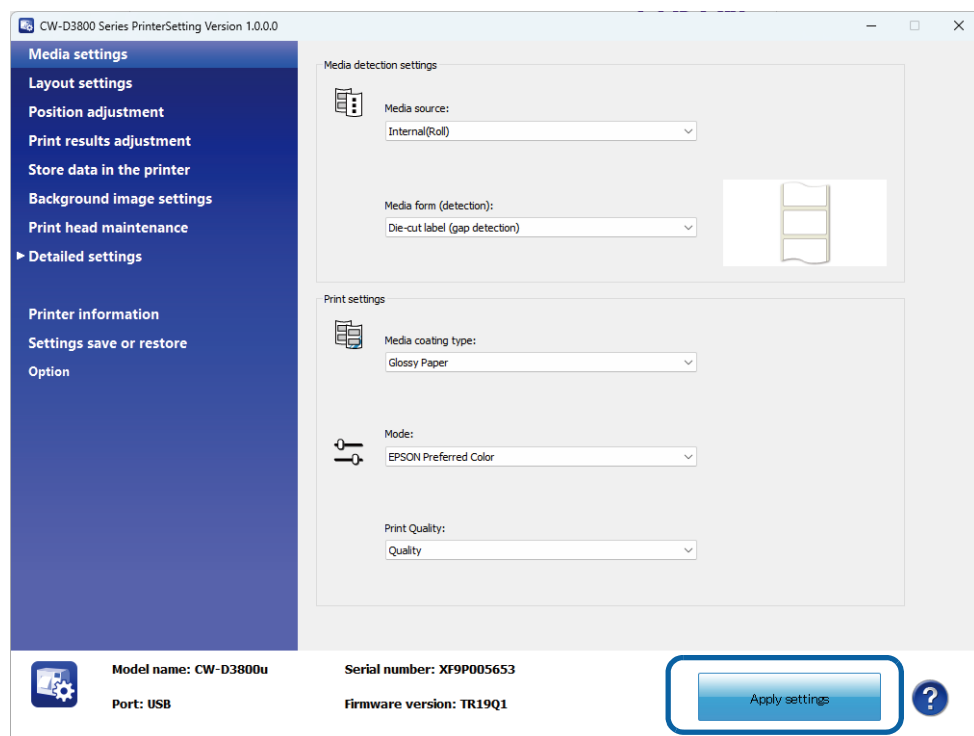 CW-D3800 Series PrinterSetting Version 1.0.0.0
Media settings
Layout settings
Position adjustment
Print results adjustment
Store data in the printer
Background image settings
Print head maintenance
Detailed settings
Printer information
Settings save or restore
Option
Media detection settings
Media source:
Internal(Roll)
Media form (detection):
Die-cut label (gap detection)
Print settings
Media coating type:
Glossy Paper
Mode:
EPSON Preferred Color
Print Quality:
Quality
Model name: CW-D3800u
Serial number: XF9P005653
Port: USB
Firmware version: TR19Q1
Apply settings
?